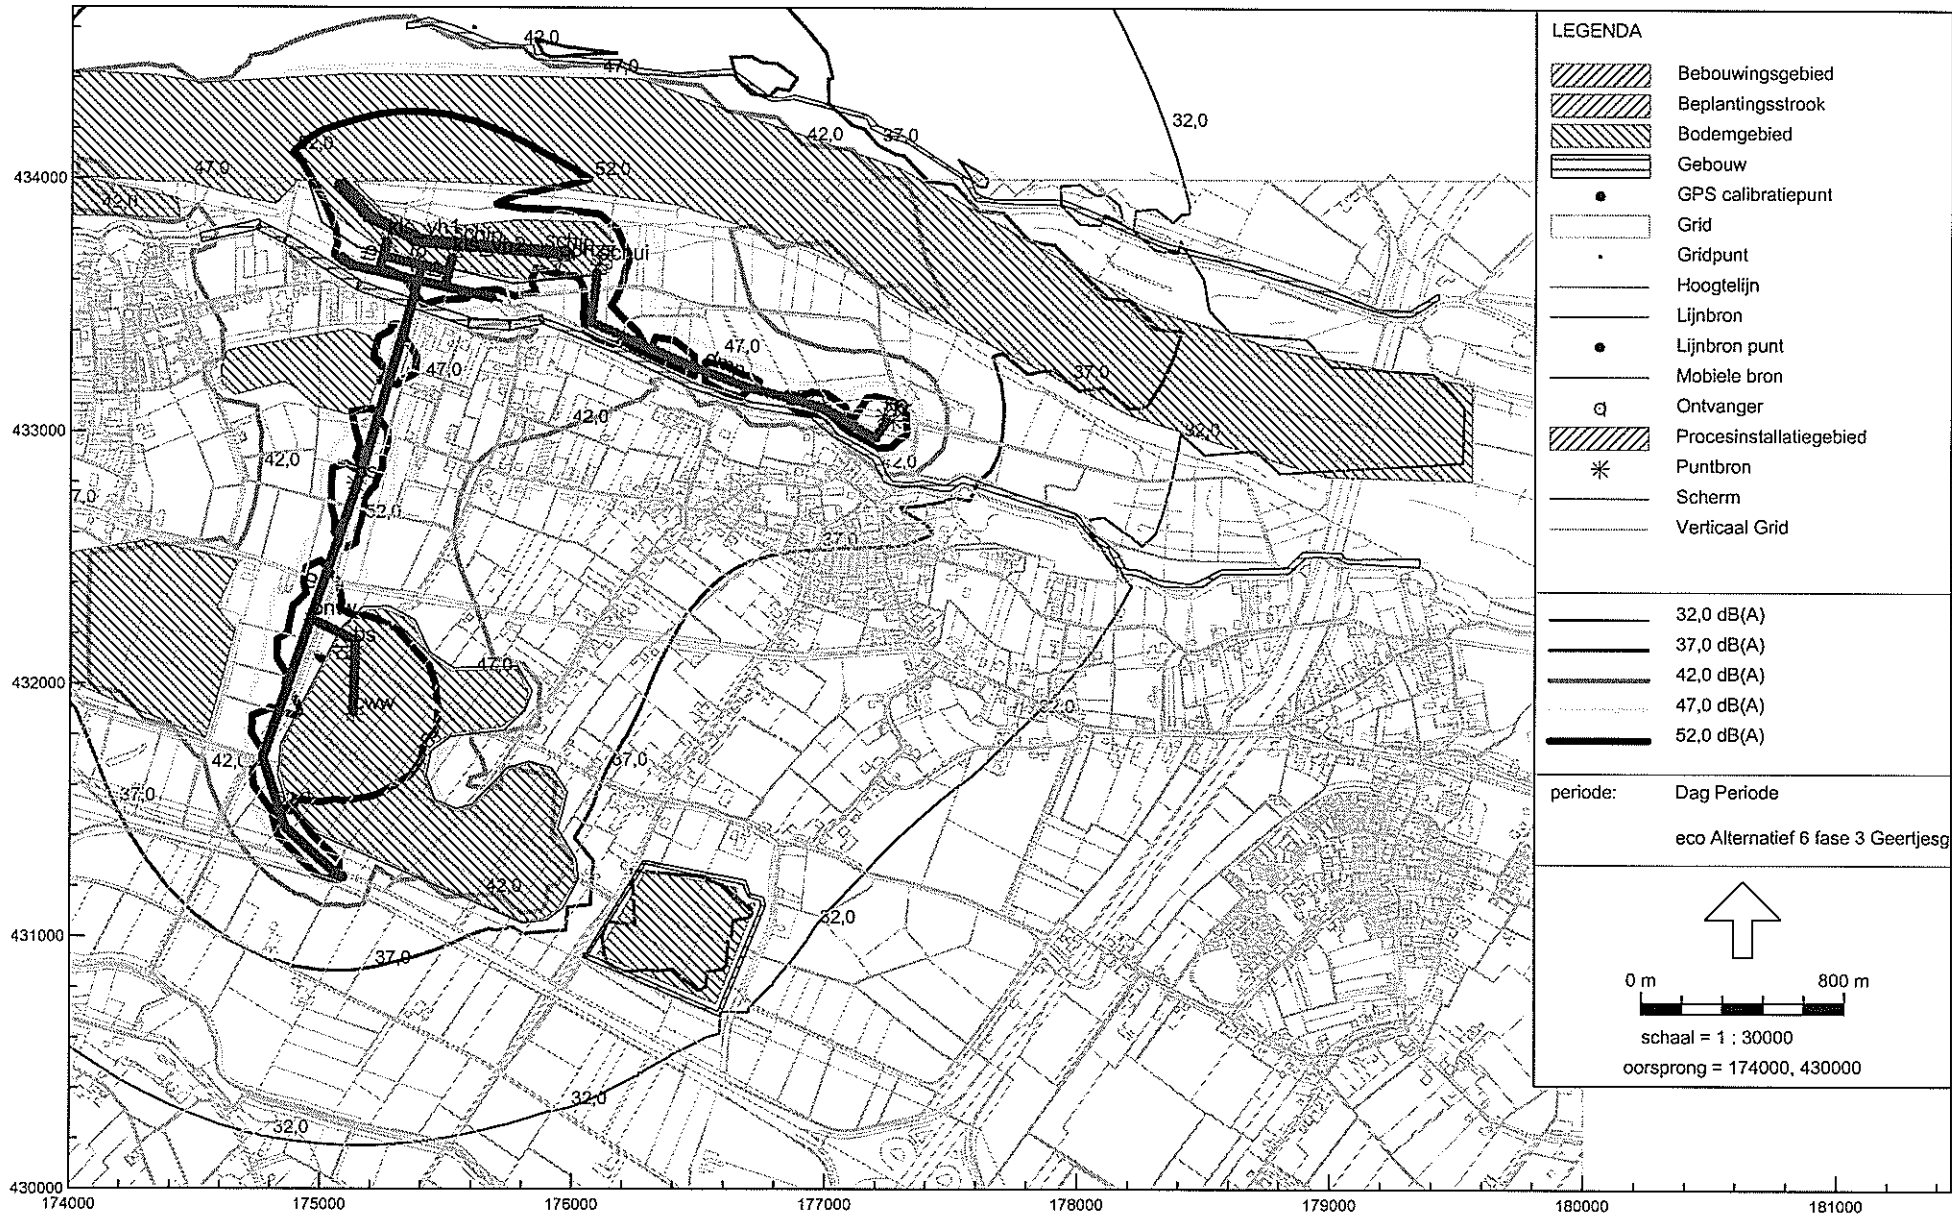 LEGENDA
Bebouwingsgebied
Beplantingsstrook
Bodemgebied
Gebouw
GPS calibratiepunt
Grid
Gridpunt
Hoogtelijn
Lijnbron
Lijnbron punt
Mobiele bron
Ontvanger
Procesinstallatiegebied
Puntbron
Scherm
Verticaal Grid
32,0 dB(A)
37,0 dB(A)
42,0 dB(A)
47,0 dB(A)
52,0 dB(A)
periode: Dag Periode
eco Alternatief 6 fase 3 Geertjesg
0 m 800 m
schaal = 1 : 30000
oorsprong = 174000, 430000
434000
433000
432000
431000
430000
174000 175000 176000 177000 178000 179000 180000 181000
42,0
47,0
32,0
42,0
37,0
52,0
47,0
42,0
schip
schui
47,0
47,0
37,0
42,0
32,0
42,0
42,0
7,0
52,0
37,0
47,0
32,0
42,0
37,0
37,0
42,0
32,0
37,0
32,0
32,0